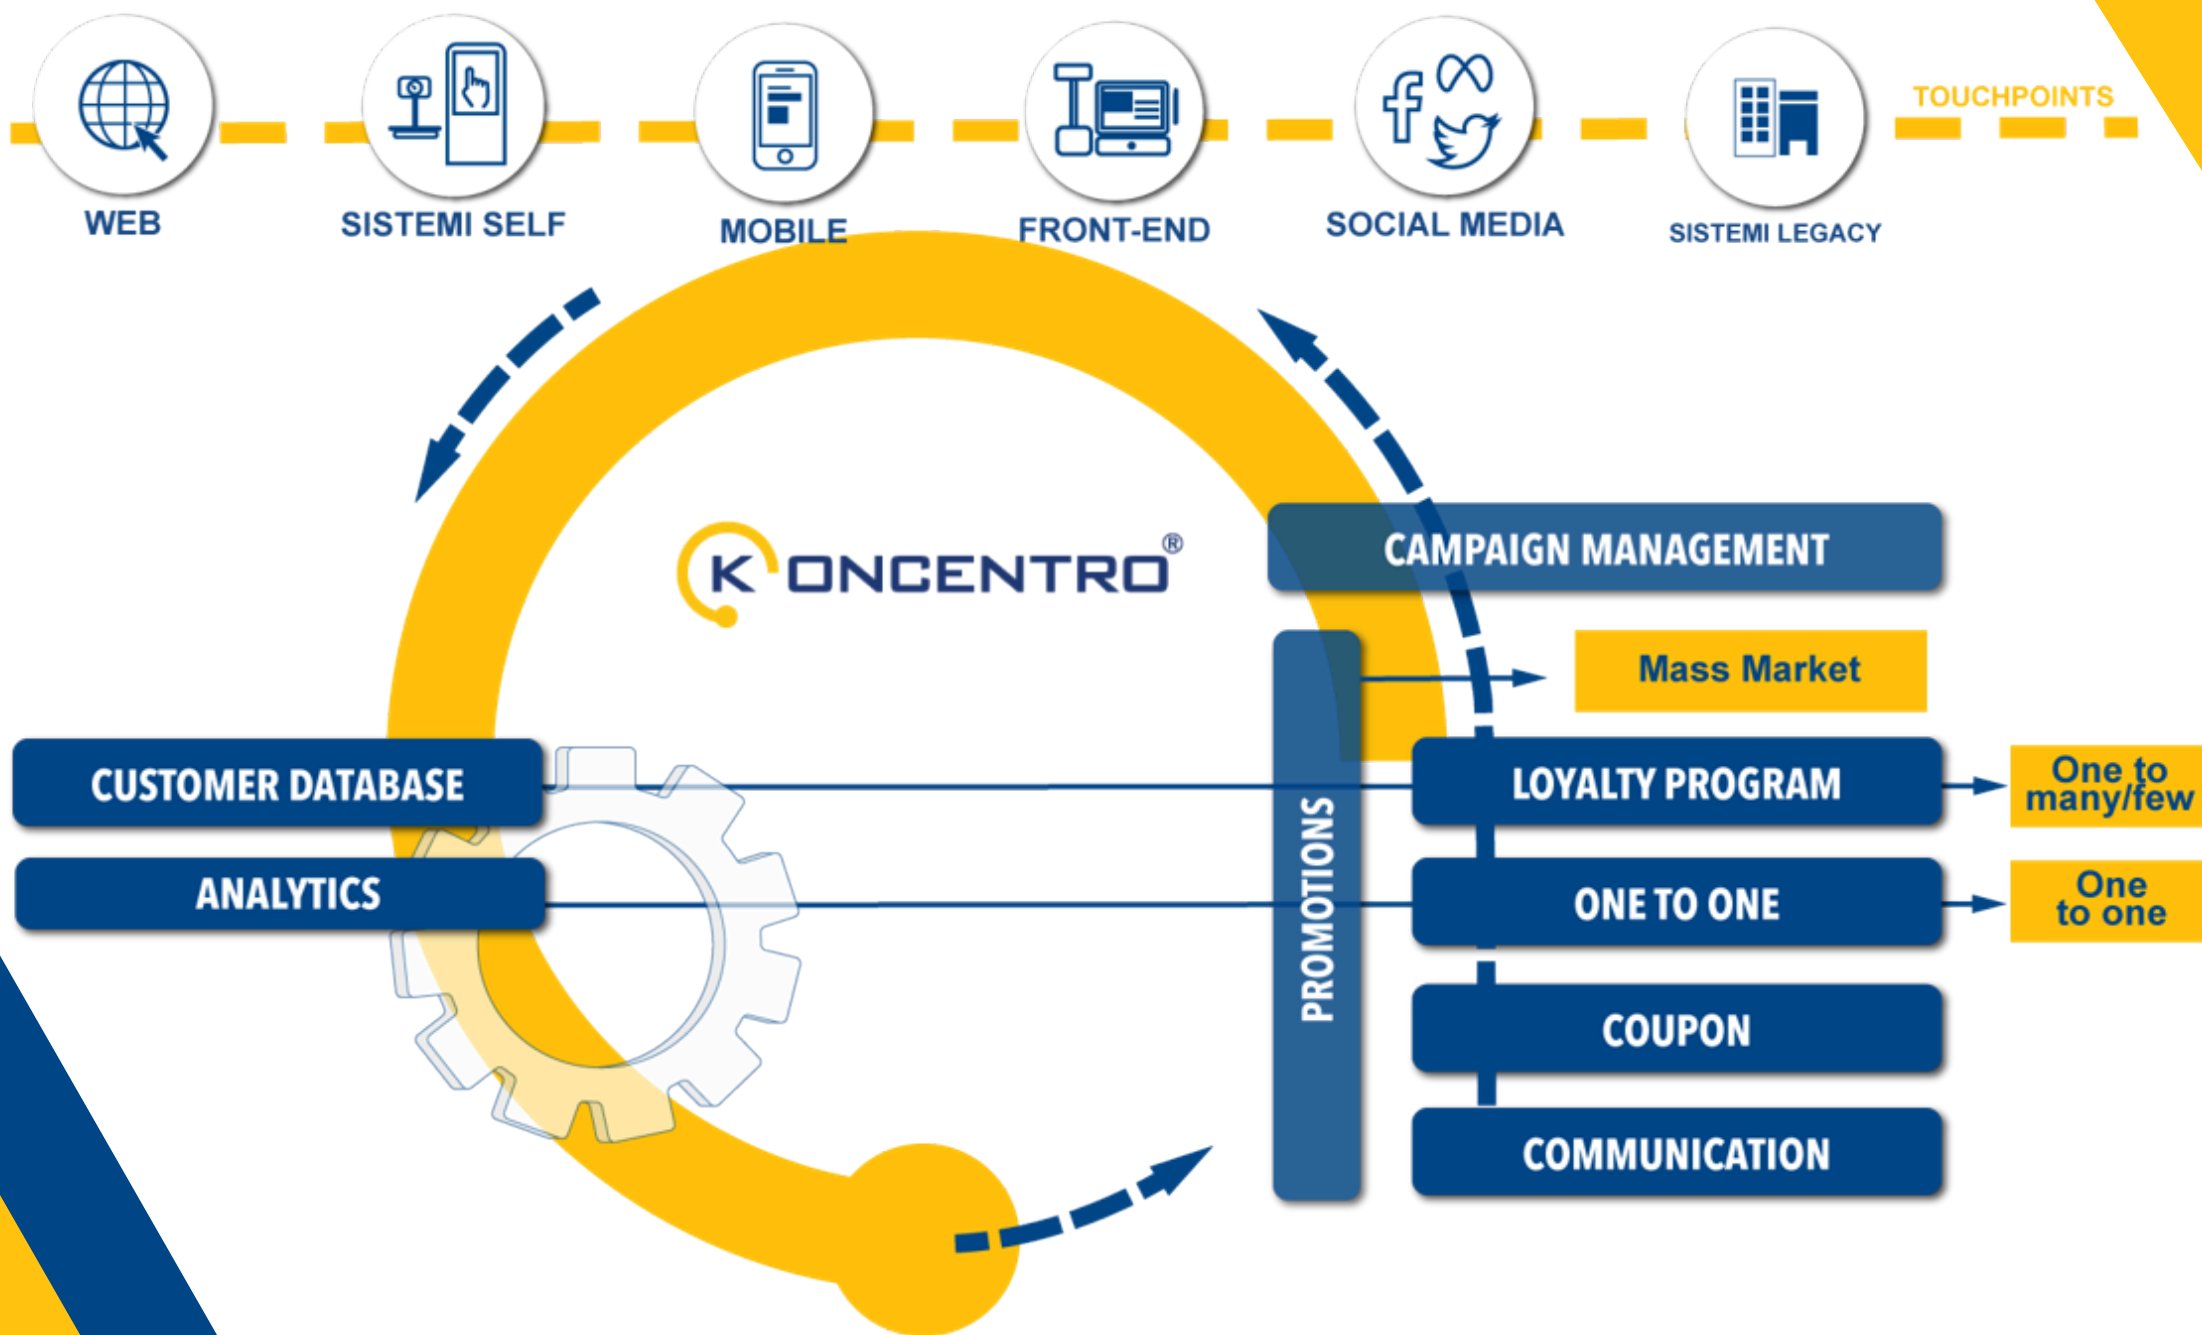 TOUCHPOINTS
WEB
SISTEMI SELF
MOBILE
FRONT-END
SOCIAL MEDIA
SISTEMI LEGACY
KONCENTRO®
CAMPAIGN MANAGEMENT
Mass Market
CUSTOMER DATABASE
LOYALTY PROGRAM
One to
many/few
ANALYTICS
PROMOTIONS
ONE TO ONE
One
to one
COUPON
COMMUNICATION